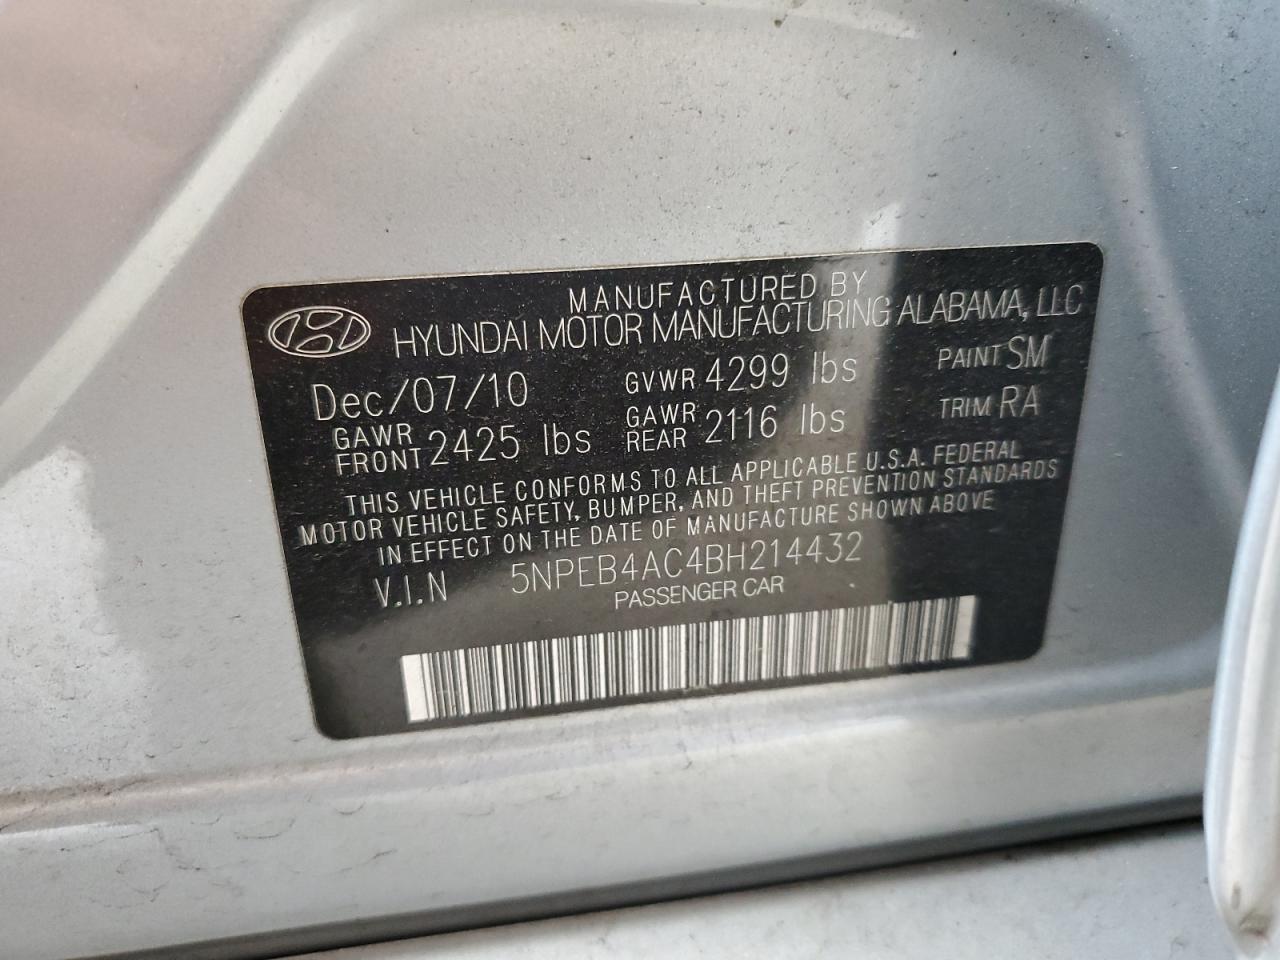 MANUFACTURED BY
HYUNDAI MOTOR MANUFACTURING ALABAMA, LLC
Dec/07/10 GVWR 4299 lbs PAINT SM
GAWR FRONT 2425 lbs GAWR REAR 2116 lbs TRIM RA
THIS VEHICLE CONFORMS TO ALL APPLICABLE U.S.A. FEDERAL
MOTOR VEHICLE SAFETY, BUMPER, AND THEFT PREVENTION STANDARDS
IN EFFECT ON THE DATE OF MANUFACTURE SHOWN ABOVE
V.I.N 5NPEB4AC4BH214432
PASSENGER CAR